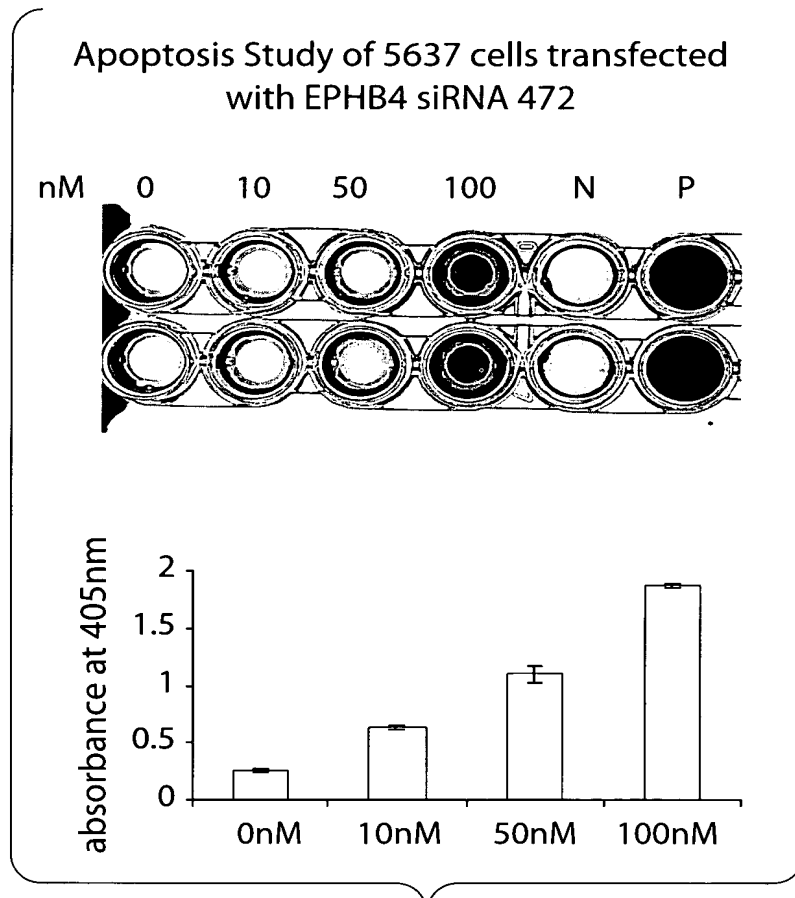 Apoptosis Study of 5637 cells transfected
with EPHB4 siRNA 472
nM 0 10 50 100 N P
absorbance at 405nm
2
1.5
1
0.5
0
0nM 10nM 50nM 100nM